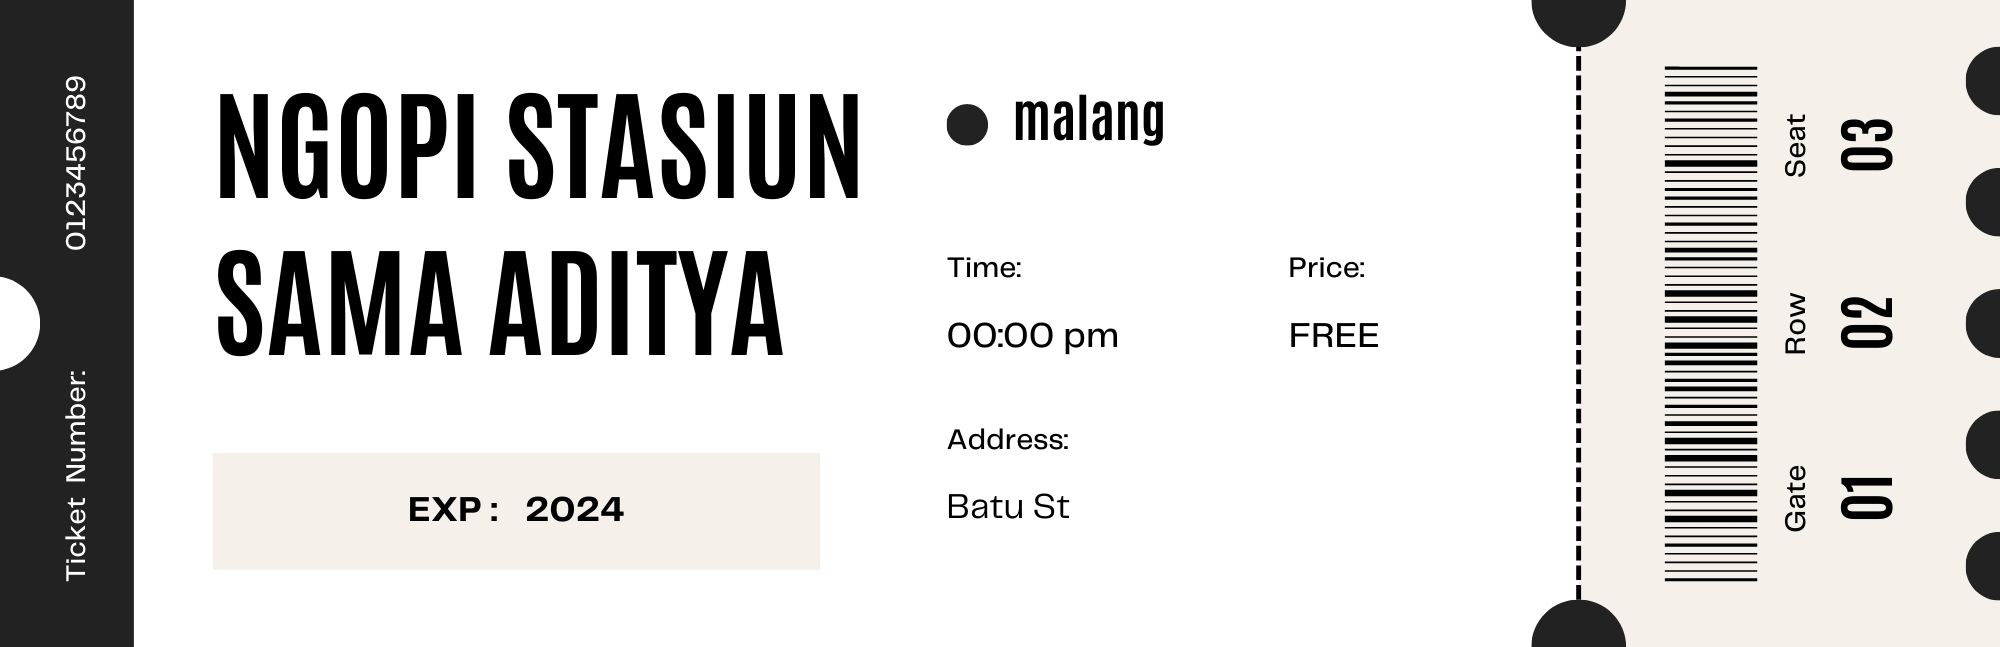 Ticket Number: 0123456789
NGOPI STASIUN
SAMA ADITYA
EXP : 2024
malang
Time:
00:00 pm
Price:
FREE
Address:
Batu St
Gate
01
Row
02
Seat
03